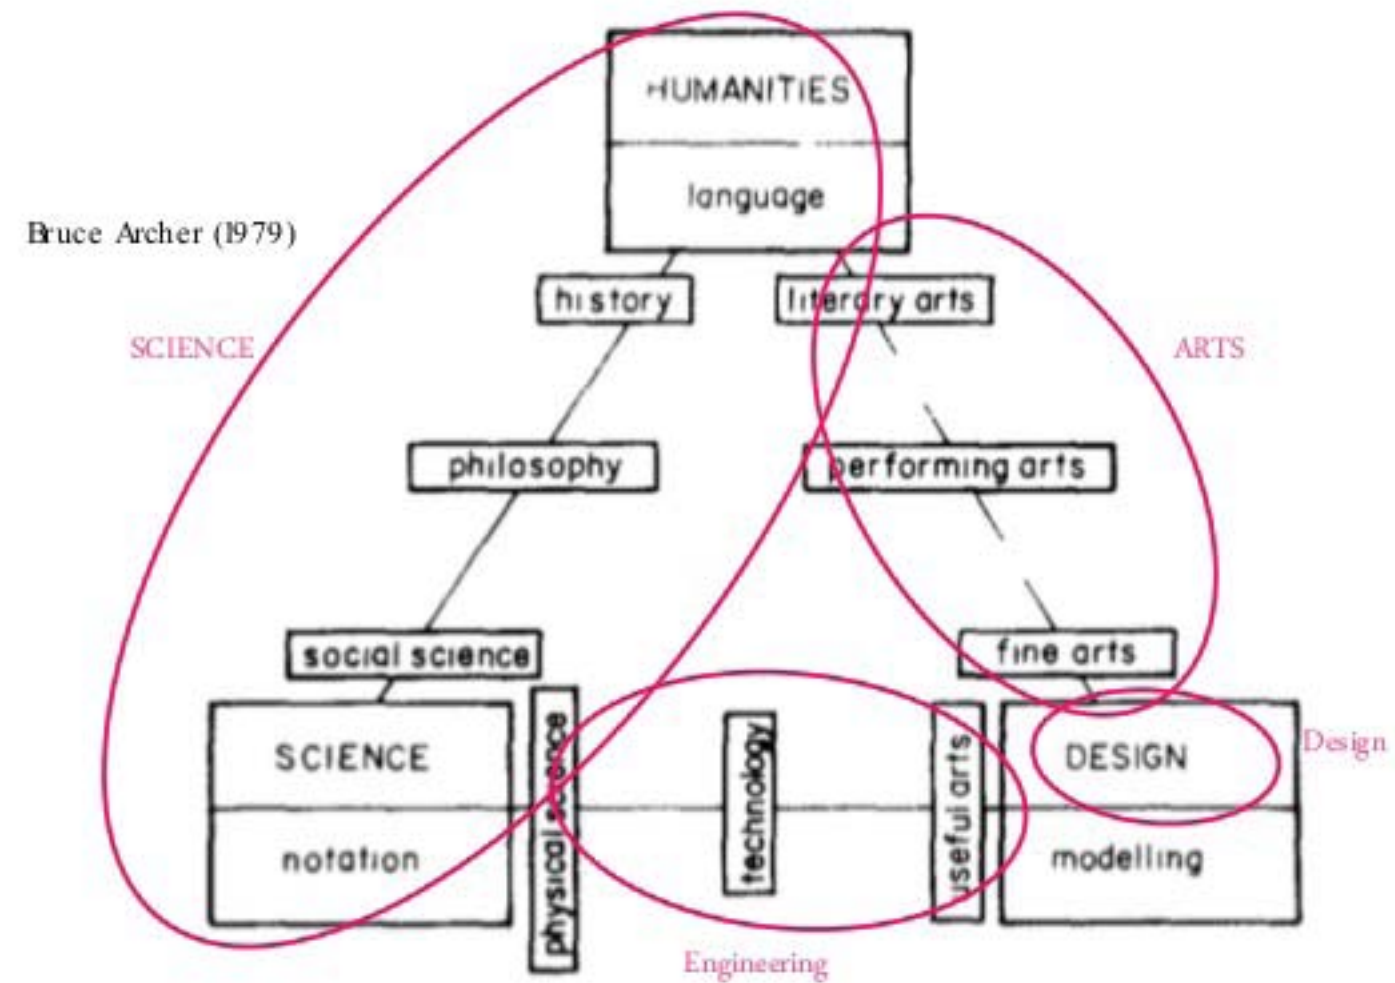 HUMANITIES
language
Bruce Archer (1979)
history
literary arts
SCIENCE
ARTS
philosophy
performing arts
social science
fine arts
SCIENCE
notation
physical science
technology
useful arts
DESIGN
modelling
Design
Engineering